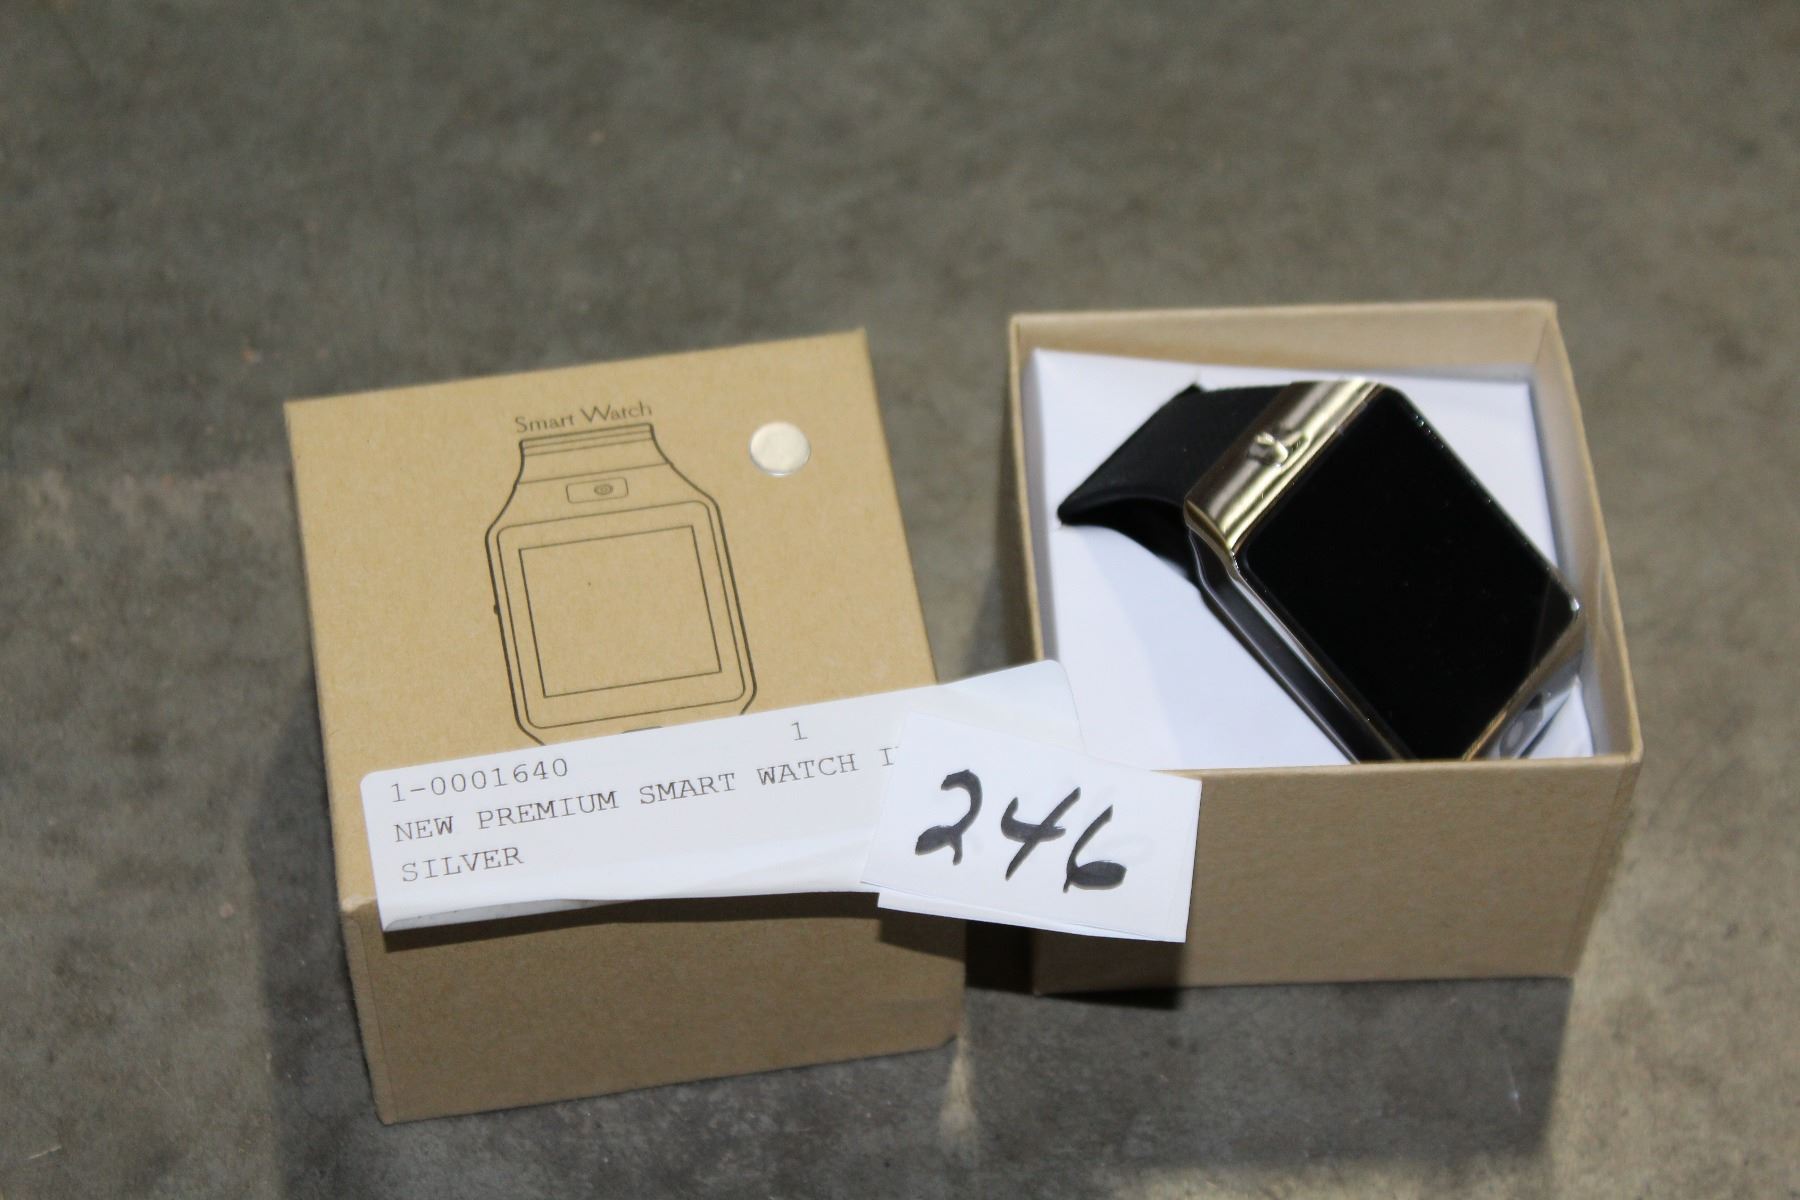 Smart Watch
1
1-0001640
NEW PREMIUM SMART WATCH
SILVER
246